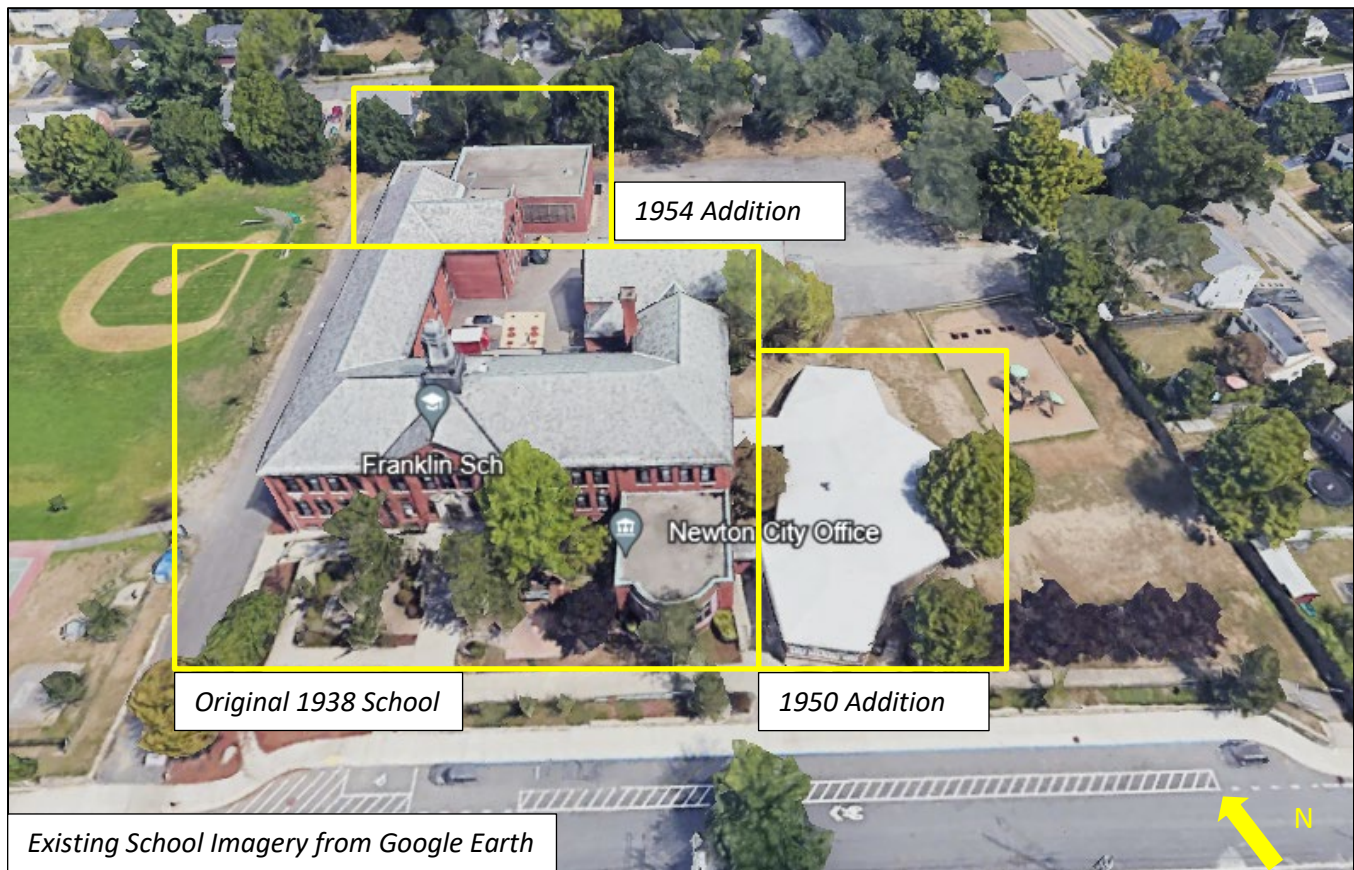 1954 Addition
Franklin Sch
Newton City Office
Original 1938 School
1950 Addition
N
Existing School Imagery from Google Earth